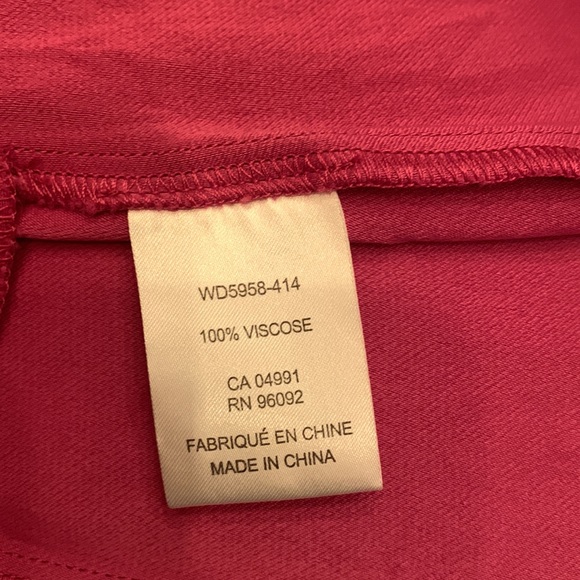 WD5958-414
100% VISCOSE
CA 04991
RN 96092
FABRIQUÉ EN CHINE
MADE IN CHINA